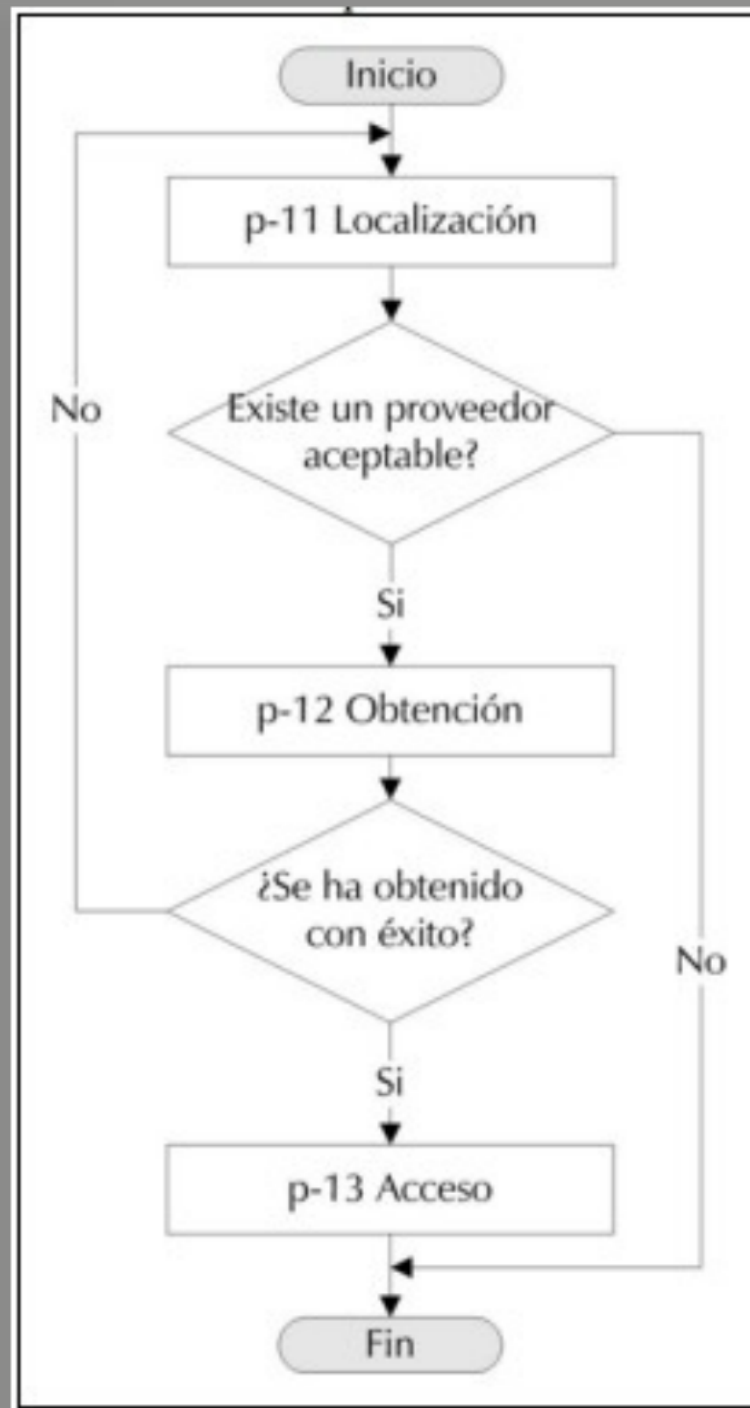 Inicio
p-11 Localización
No
Existe un proveedor
aceptable?
Si
p-12 Obtención
¿Se ha obtenido
con éxito?
No
Si
p-13 Acceso
Fin